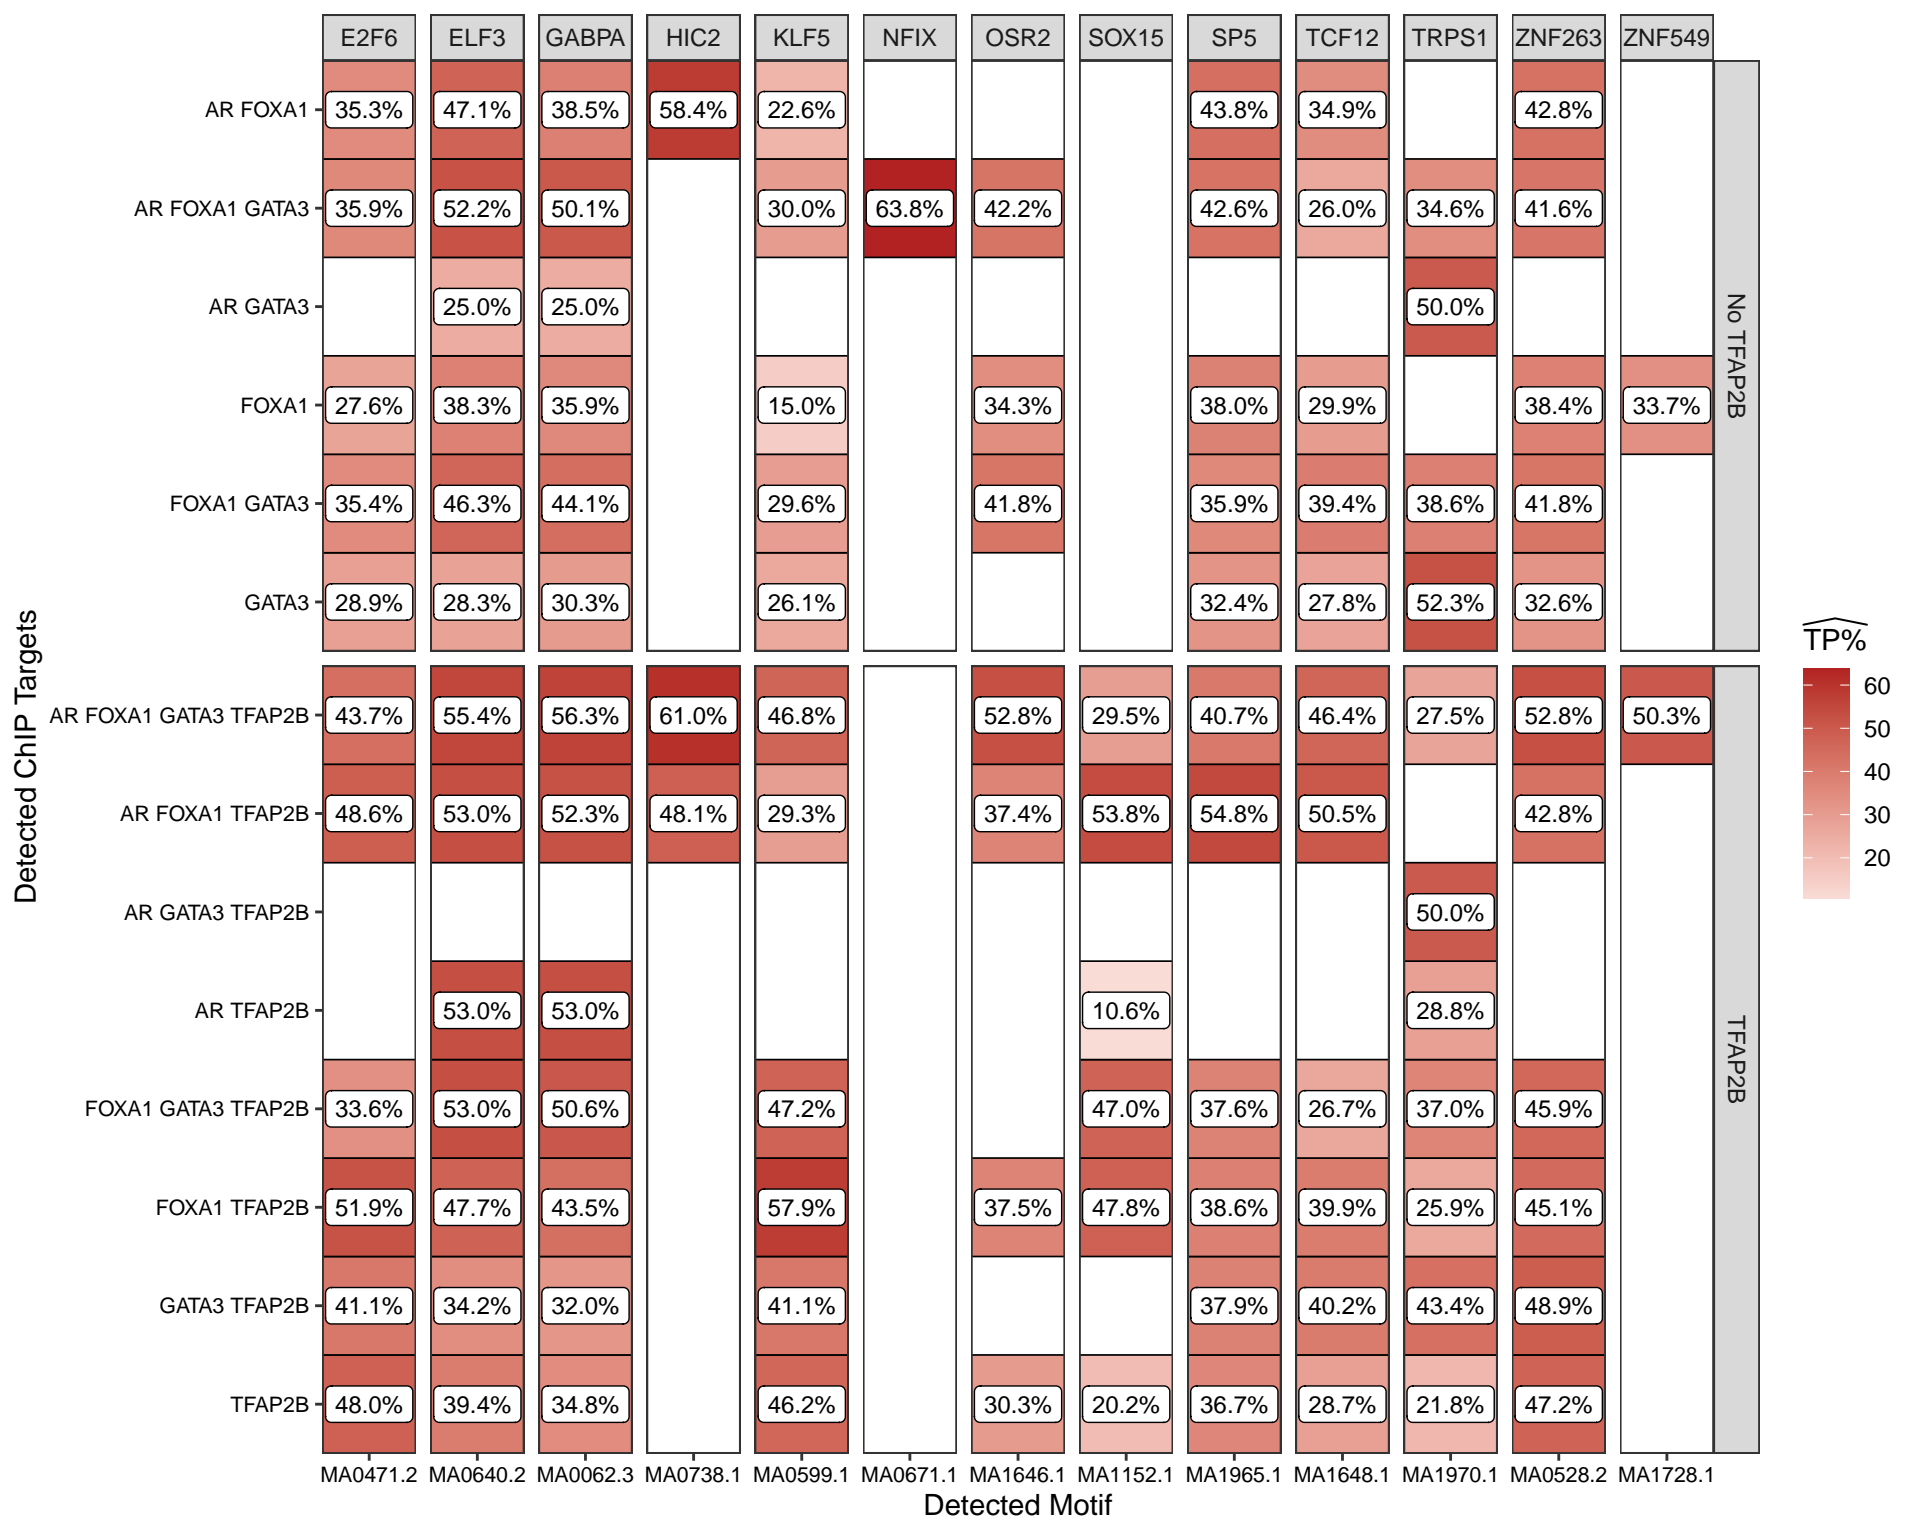 E2F6 ELF3 GABPA HIC2 KLF5 NFIX OSR2 SOX15 SP5 TCF12 TRPS1 ZNF263 ZNF549
AR FOXA1 35.3% 47.1% 38.5% 58.4% 22.6% 43.8% 34.9% 42.8%
AR FOXA1 GATA3 35.9% 52.2% 50.1% 30.0% 63.8% 42.2% 42.6% 26.0% 34.6% 41.6%
AR GATA3 25.0% 25.0% 50.0%
FOXA1 27.6% 38.3% 35.9% 15.0% 34.3% 38.0% 29.9% 38.4% 33.7%
FOXA1 GATA3 35.4% 46.3% 44.1% 29.6% 41.8% 35.9% 39.4% 38.6% 41.8%
GATA3 28.9% 28.3% 30.3% 26.1% 32.4% 27.8% 52.3% 32.6%
No TFAP2B
AR FOXA1 GATA3 TFAP2B 43.7% 55.4% 56.3% 61.0% 46.8% 52.8% 29.5% 40.7% 46.4% 27.5% 52.8% 50.3%
AR FOXA1 TFAP2B 48.6% 53.0% 52.3% 48.1% 29.3% 37.4% 53.8% 54.8% 50.5% 42.8%
AR GATA3 TFAP2B 50.0%
AR TFAP2B 53.0% 53.0% 10.6% 28.8%
FOXA1 GATA3 TFAP2B 33.6% 53.0% 50.6% 47.2% 47.0% 37.6% 26.7% 37.0% 45.9%
FOXA1 TFAP2B 51.9% 47.7% 43.5% 57.9% 37.5% 47.8% 38.6% 39.9% 25.9% 45.1%
GATA3 TFAP2B 41.1% 34.2% 32.0% 41.1% 37.9% 40.2% 43.4% 48.9%
TFAP2B 48.0% 39.4% 34.8% 46.2% 30.3% 20.2% 36.7% 28.7% 21.8% 47.2%
TFAP2B
MA0471.2 MA0640.2 MA0062.3 MA0738.1 MA0599.1 MA0671.1 MA1646.1 MA1152.1 MA1965.1 MA1648.1 MA1970.1 MA0528.2 MA1728.1
Detected Motif
Detected ChIP Targets
TP%
60
50
40
30
20